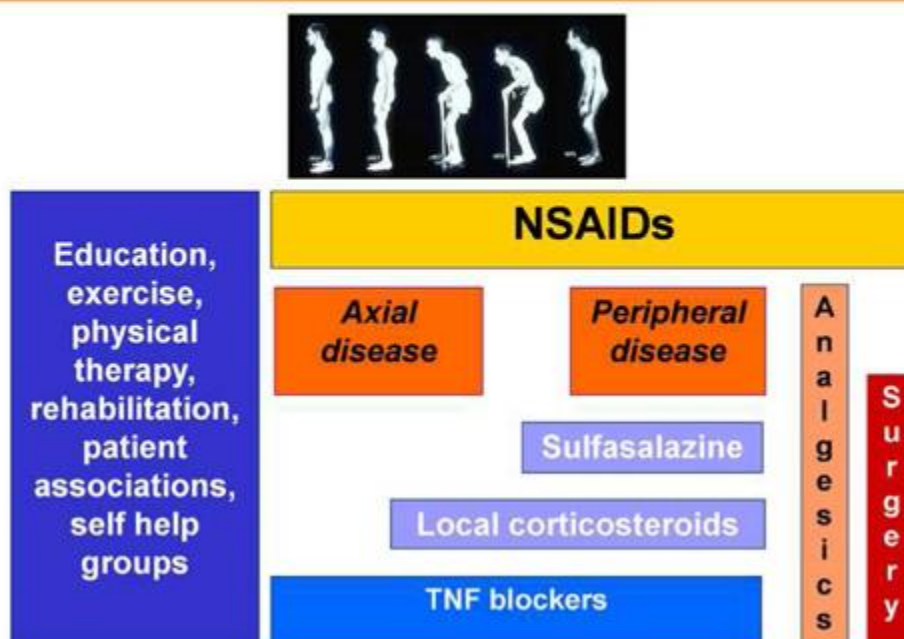 Education,
exercise,
physical
therapy,
rehabilitation,
patient
associations,
self help
groups
NSAIDs
Axial
disease
Peripheral
disease
Sulfasalazine
Local corticosteroids
TNF blockers
Analgesics
Surgery